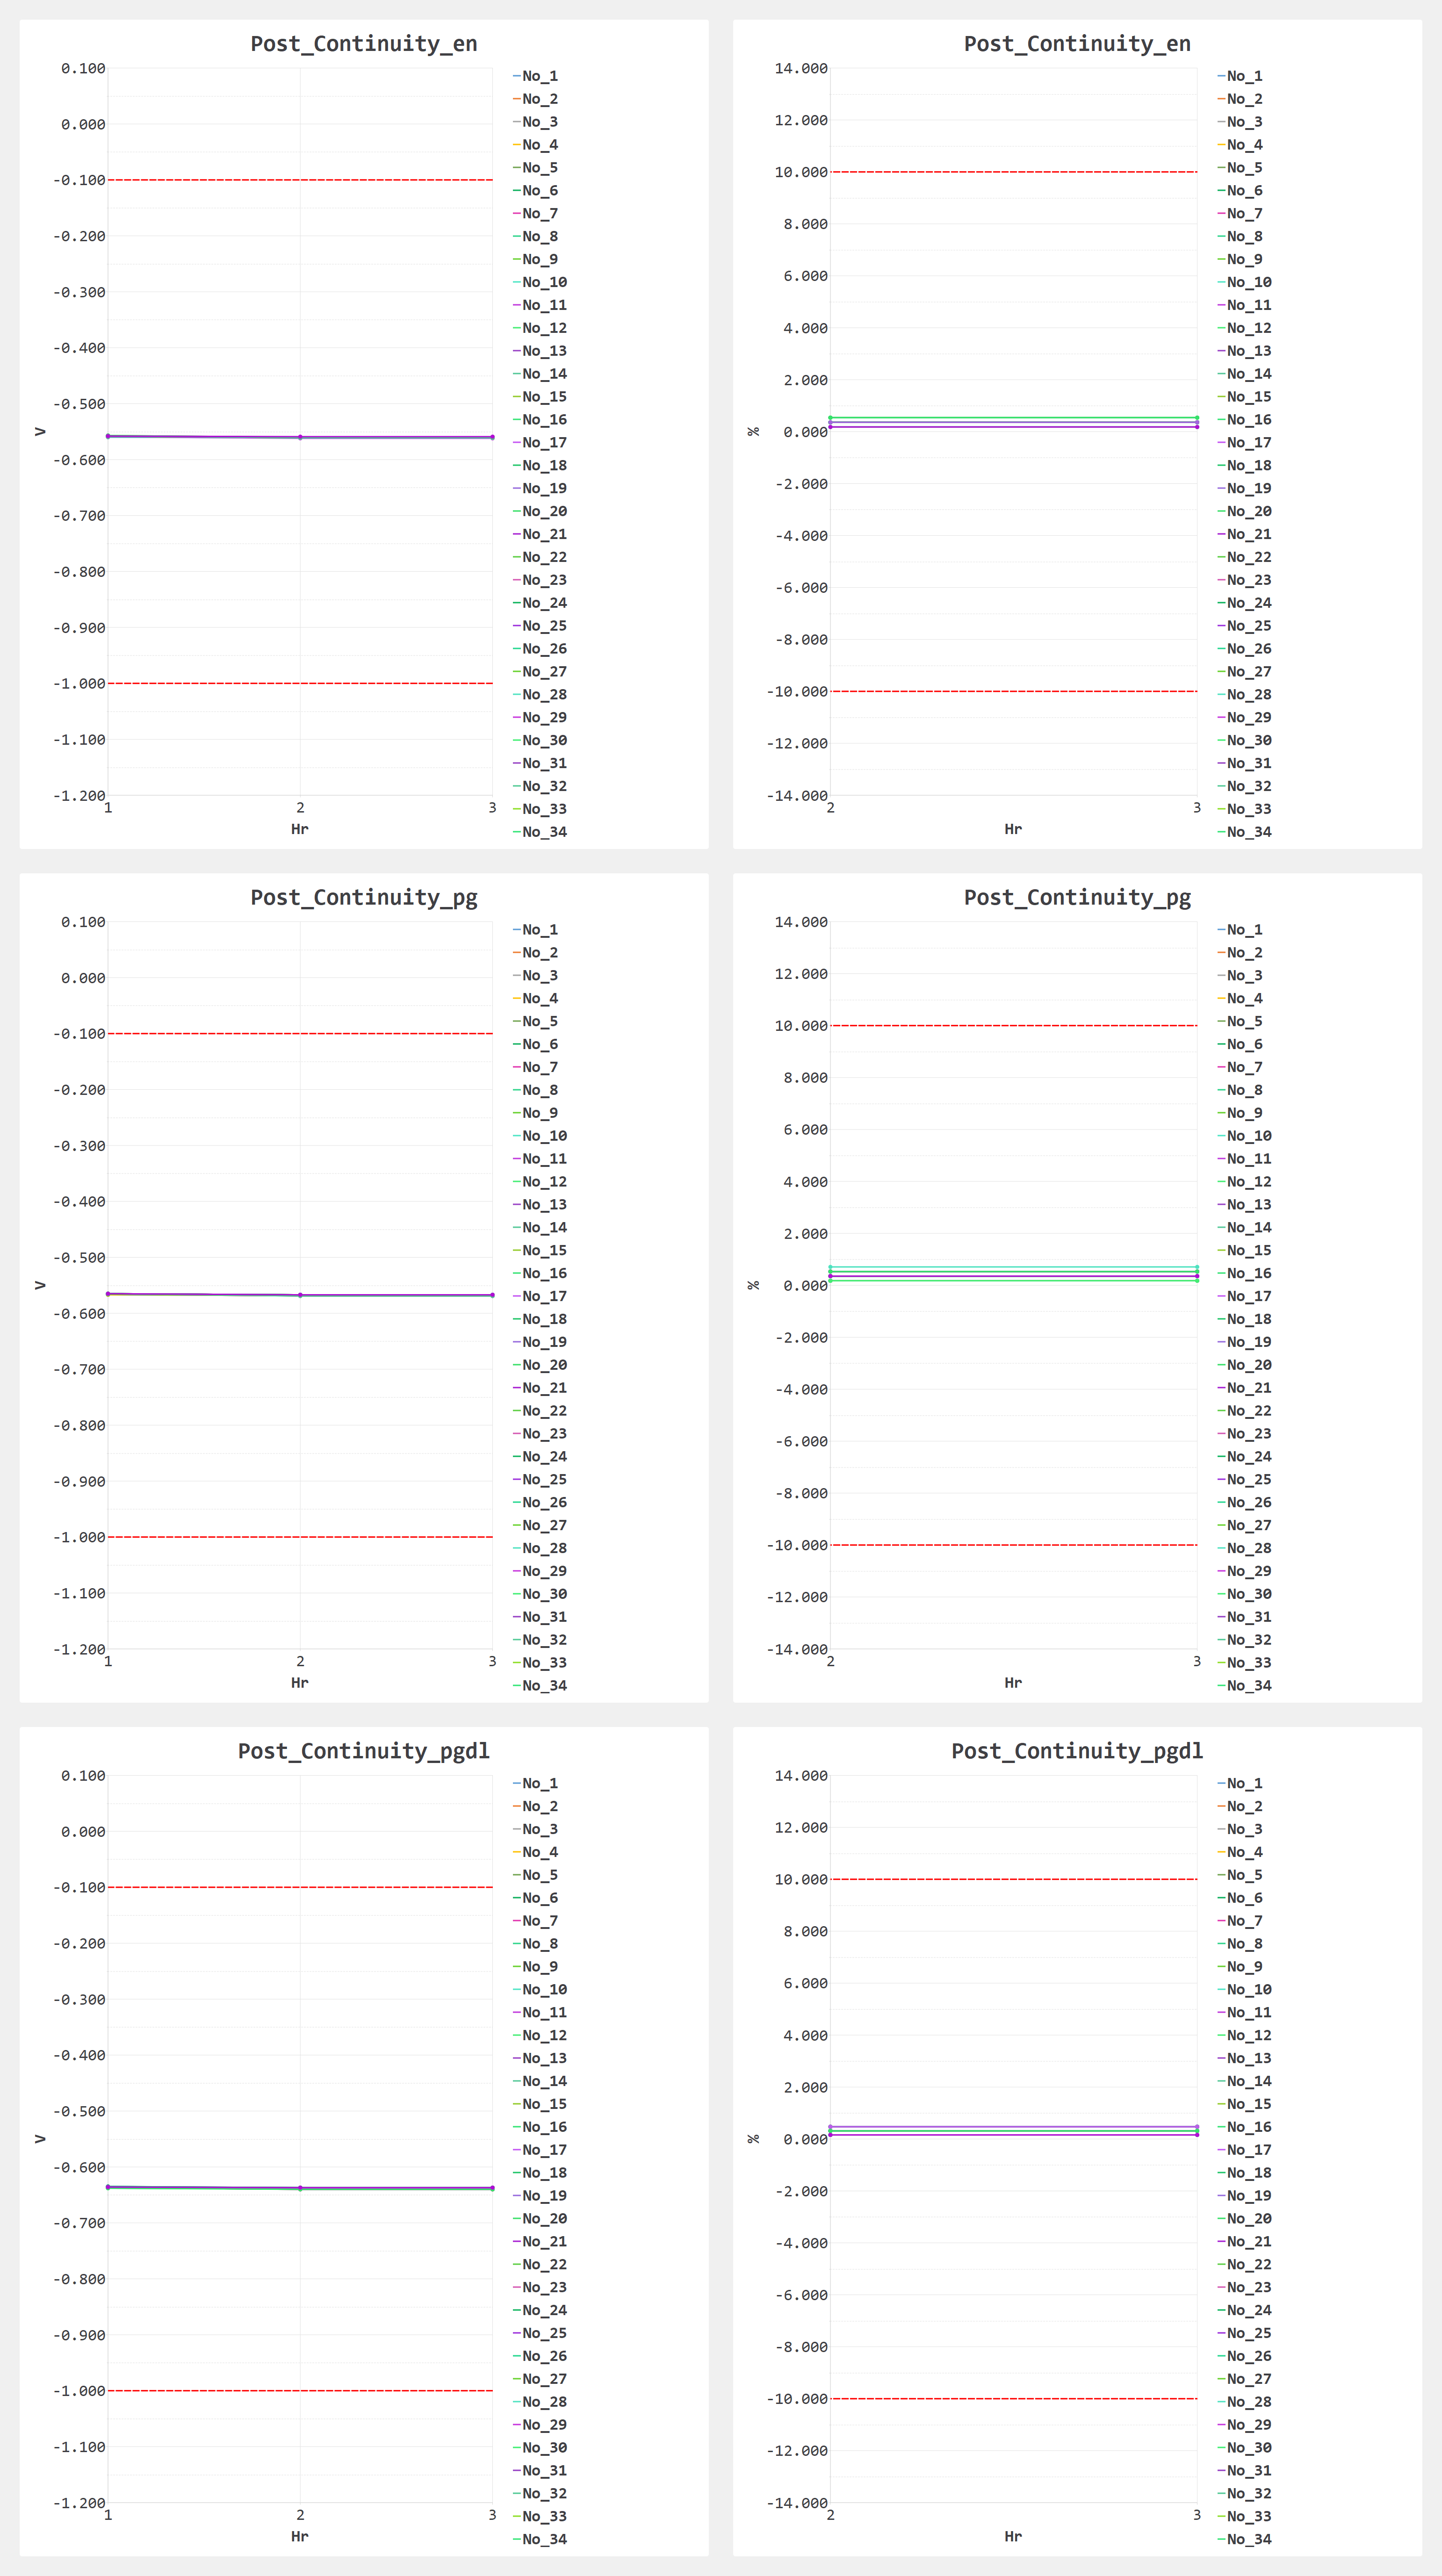 Post_Continuity_en
0.100
0.000
-0.100
-0.200
-0.300
-0.400
-0.500
-0.600
-0.700
-0.800
-0.900
-1.000
-1.100
-1.200
V
1 2 3
Hr
No_1
No_2
No_3
No_4
No_5
No_6
No_7
No_8
No_9
No_10
No_11
No_12
No_13
No_14
No_15
No_16
No_17
No_18
No_19
No_20
No_21
No_22
No_23
No_24
No_25
No_26
No_27
No_28
No_29
No_30
No_31
No_32
No_33
No_34
Post_Continuity_en
14.000
12.000
10.000
8.000
6.000
4.000
2.000
0.000
-2.000
-4.000
-6.000
-8.000
-10.000
-12.000
-14.000
%
2 3
Hr
No_1
No_2
No_3
No_4
No_5
No_6
No_7
No_8
No_9
No_10
No_11
No_12
No_13
No_14
No_15
No_16
No_17
No_18
No_19
No_20
No_21
No_22
No_23
No_24
No_25
No_26
No_27
No_28
No_29
No_30
No_31
No_32
No_33
No_34
Post_Continuity_pg
0.100
0.000
-0.100
-0.200
-0.300
-0.400
-0.500
-0.600
-0.700
-0.800
-0.900
-1.000
-1.100
-1.200
V
1 2 3
Hr
No_1
No_2
No_3
No_4
No_5
No_6
No_7
No_8
No_9
No_10
No_11
No_12
No_13
No_14
No_15
No_16
No_17
No_18
No_19
No_20
No_21
No_22
No_23
No_24
No_25
No_26
No_27
No_28
No_29
No_30
No_31
No_32
No_33
No_34
Post_Continuity_pg
14.000
12.000
10.000
8.000
6.000
4.000
2.000
0.000
-2.000
-4.000
-6.000
-8.000
-10.000
-12.000
-14.000
%
2 3
Hr
No_1
No_2
No_3
No_4
No_5
No_6
No_7
No_8
No_9
No_10
No_11
No_12
No_13
No_14
No_15
No_16
No_17
No_18
No_19
No_20
No_21
No_22
No_23
No_24
No_25
No_26
No_27
No_28
No_29
No_30
No_31
No_32
No_33
No_34
Post_Continuity_pgdl
0.100
0.000
-0.100
-0.200
-0.300
-0.400
-0.500
-0.600
-0.700
-0.800
-0.900
-1.000
-1.100
-1.200
V
1 2 3
Hr
No_1
No_2
No_3
No_4
No_5
No_6
No_7
No_8
No_9
No_10
No_11
No_12
No_13
No_14
No_15
No_16
No_17
No_18
No_19
No_20
No_21
No_22
No_23
No_24
No_25
No_26
No_27
No_28
No_29
No_30
No_31
No_32
No_33
No_34
Post_Continuity_pgdl
14.000
12.000
10.000
8.000
6.000
4.000
2.000
0.000
-2.000
-4.000
-6.000
-8.000
-10.000
-12.000
-14.000
%
2 3
Hr
No_1
No_2
No_3
No_4
No_5
No_6
No_7
No_8
No_9
No_10
No_11
No_12
No_13
No_14
No_15
No_16
No_17
No_18
No_19
No_20
No_21
No_22
No_23
No_24
No_25
No_26
No_27
No_28
No_29
No_30
No_31
No_32
No_33
No_34